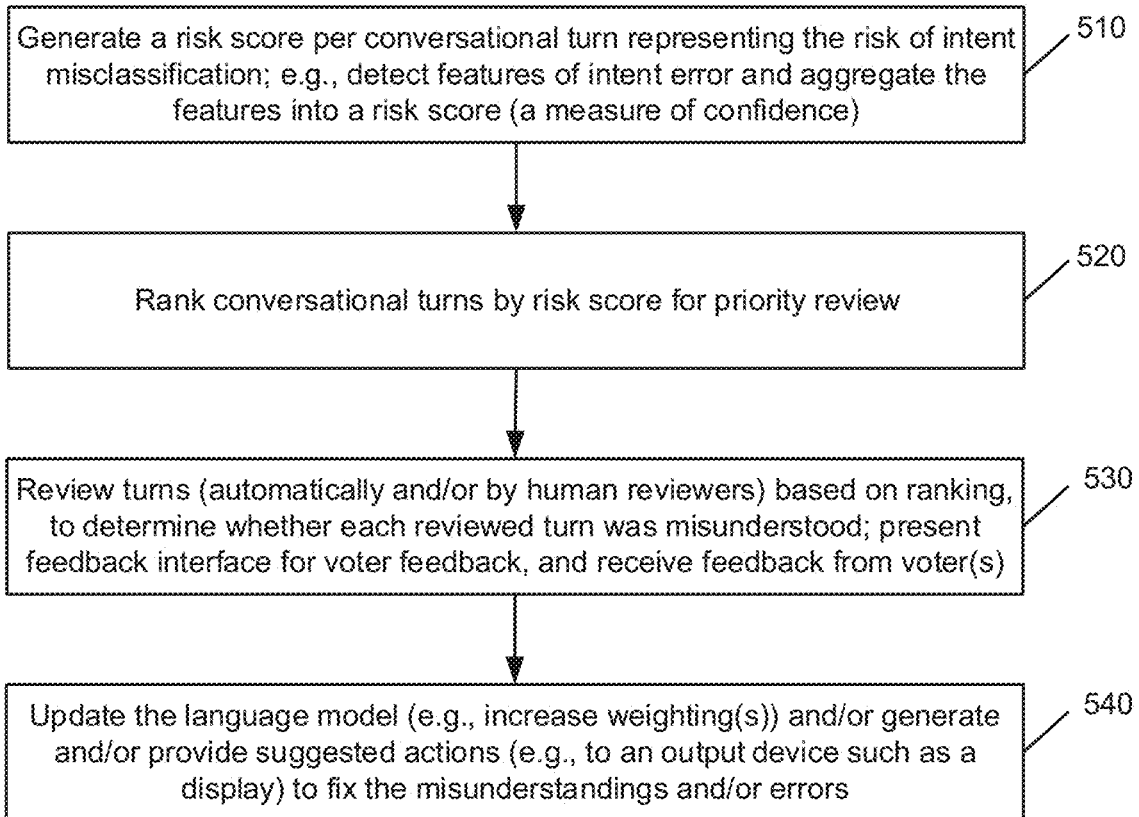 Generate a risk score per conversational turn representing the risk of intent
misclassification; e.g., detect features of intent error and aggregate the
features into a risk score (a measure of confidence)
510
Rank conversational turns by risk score for priority review
520
Review turns (automatically and/or by human reviewers) based on ranking,
to determine whether each reviewed turn was misunderstood; present
feedback interface for voter feedback, and receive feedback from voter(s)
530
Update the language model (e.g., increase weighting(s)) and/or generate
and/or provide suggested actions (e.g., to an output device such as a
display) to fix the misunderstandings and/or errors
540